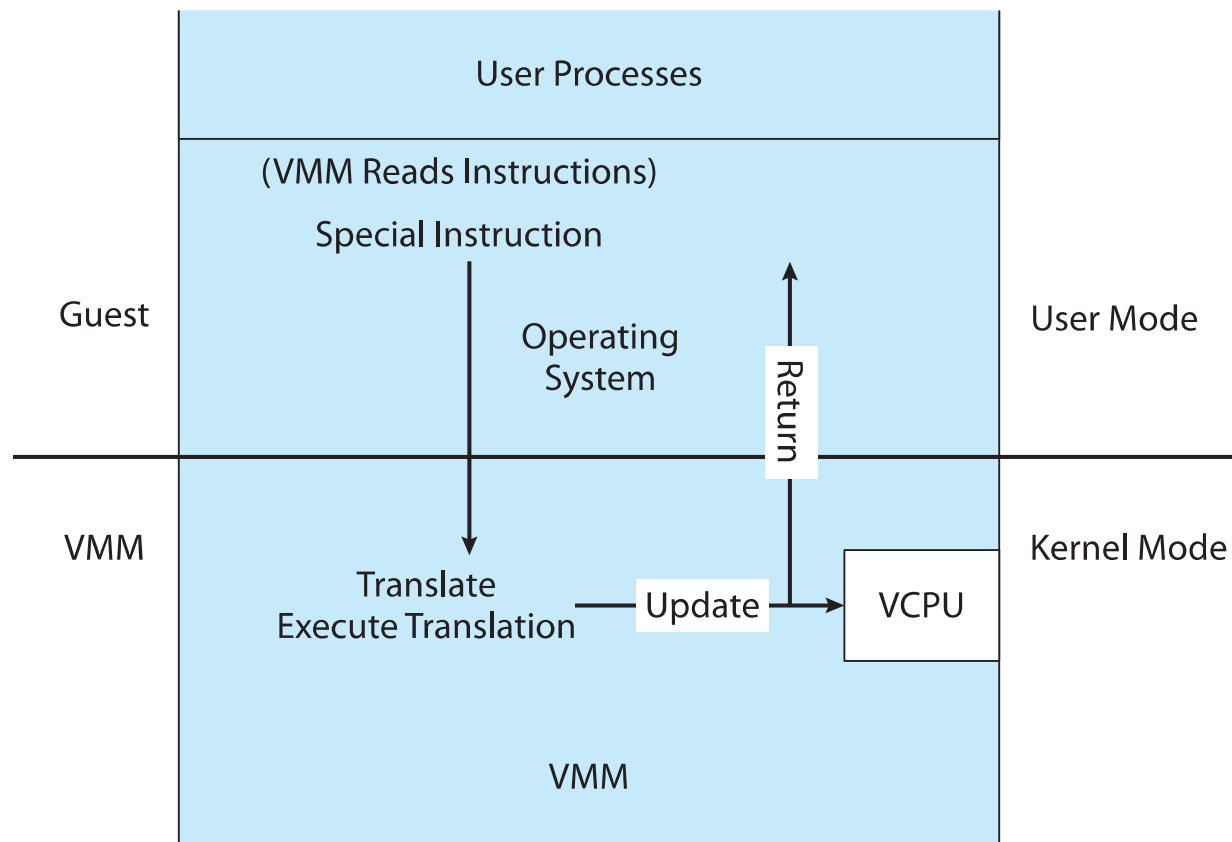 User Processes
(VMM Reads Instructions)
Special Instruction
Guest
User Mode
Operating
System
Return
VMM
Kernel Mode
Translate
Execute Translation
Update
VCPU
VMM